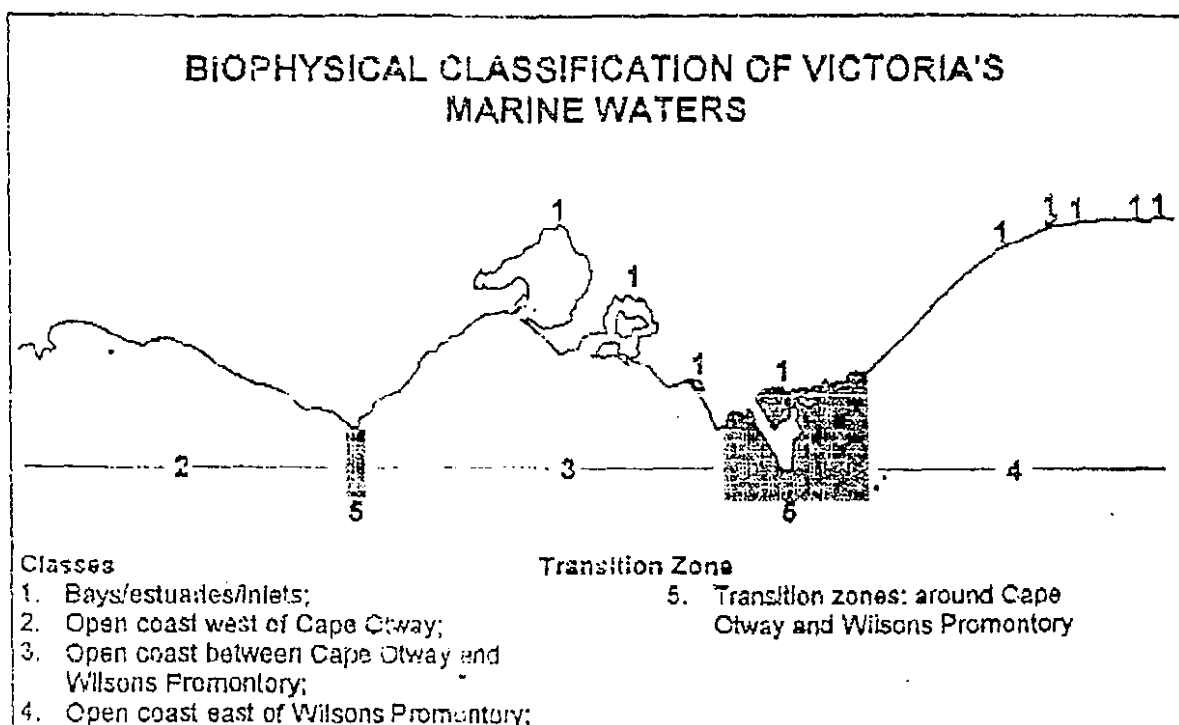 BIOPHYSICAL CLASSIFICATION OF VICTORIA'S
MARINE WATERS
1
1
1
1
1
1 1
1 1
2
3
4
5
5
Classes
1. Bays/estuaries/inlets;
2. Open coast west of Cape Otway;
3. Open coast between Cape Otway and
Wilsons Promontory;
4. Open coast east of Wilsons Promontory;
Transition Zone
5. Transition zones: around Cape
Otway and Wilsons Promontory